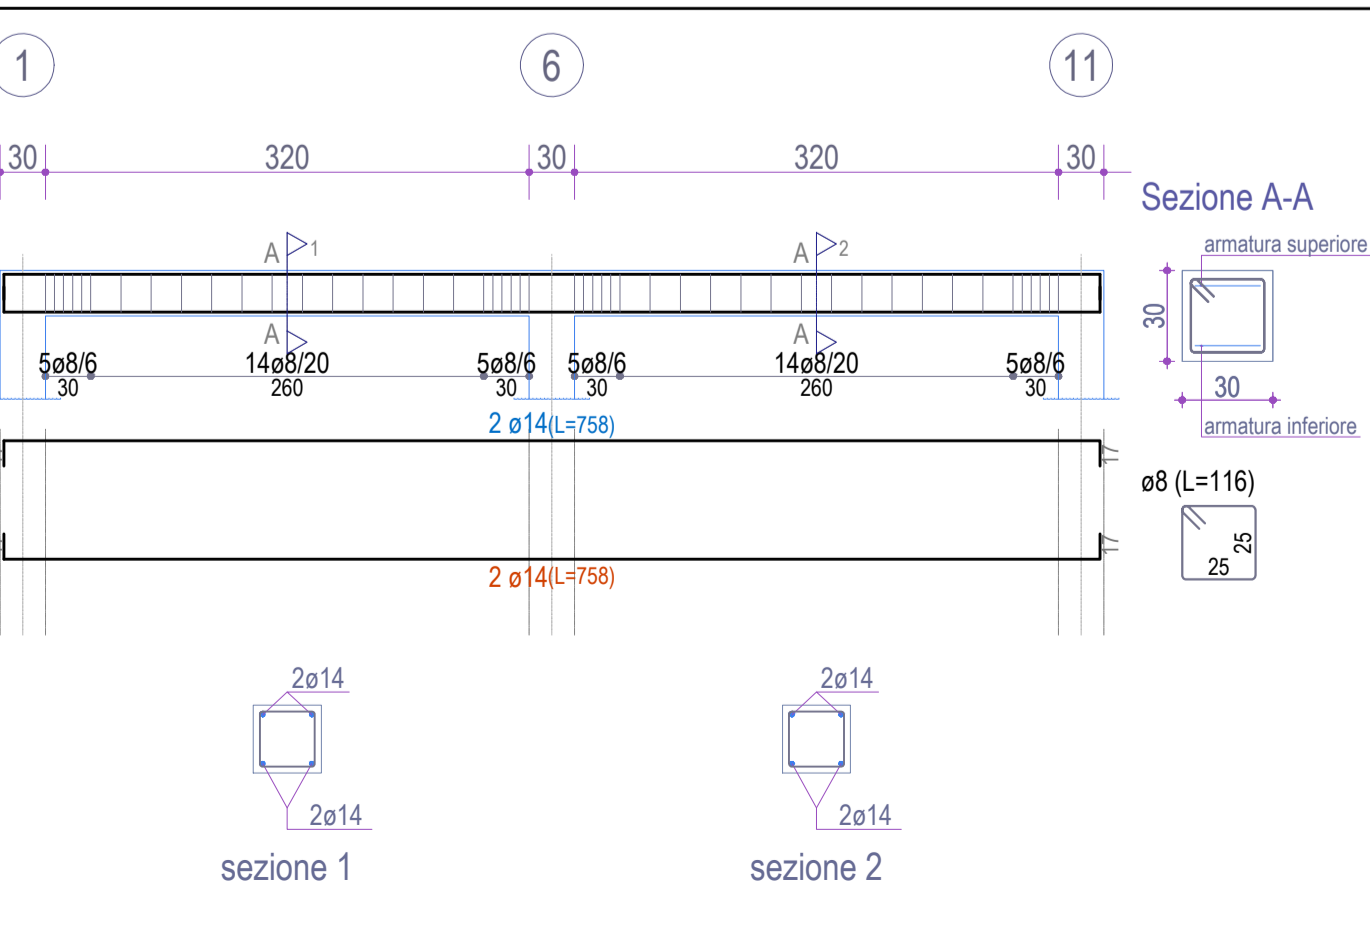 1 6 11
30 320 30 320 30
Sezione A-A
armatura superiore
A 1 A 2
30
A A
5ø8/6 14ø8/20 5ø8/6 5ø8/6 14ø8/20 5ø8/6
30 260 30 30 260 30
30
2 ø14(L=758)
armatura inferiore
17
ø8 (L=116)
17
25
25
2 ø14(L=758)
2ø14 2ø14
2ø14 2ø14
sezione 1 sezione 2